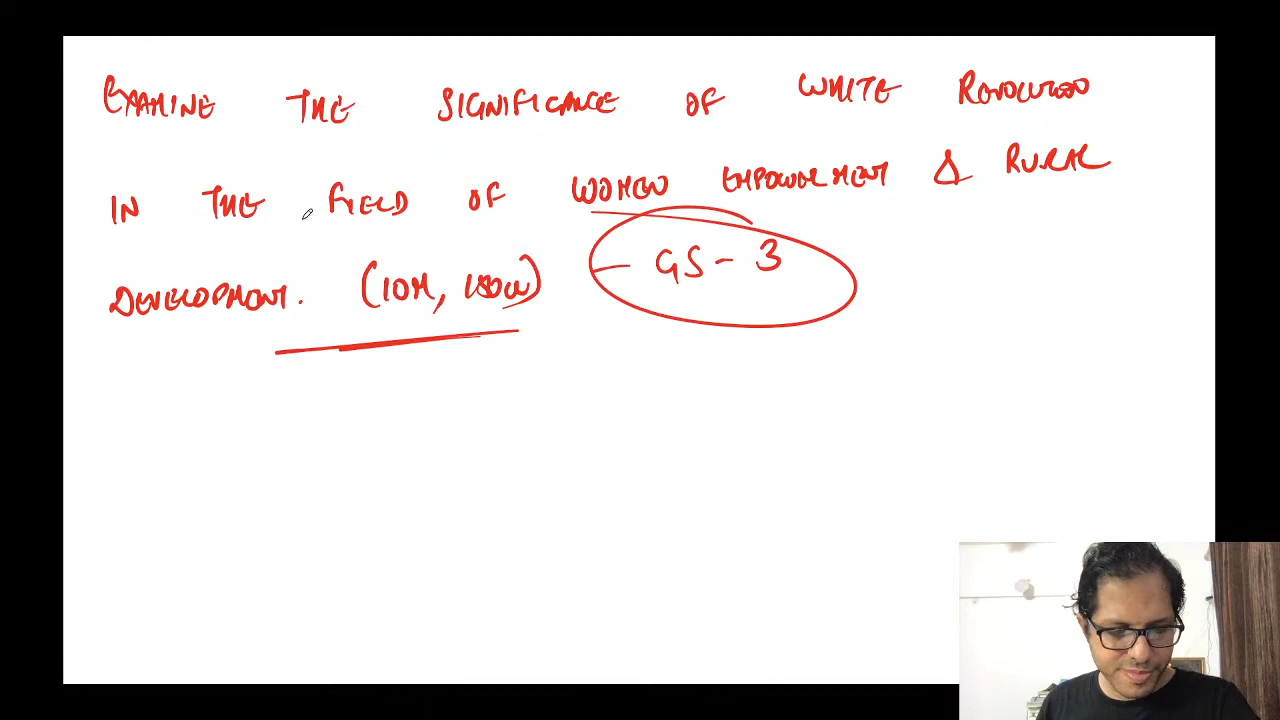 EXAMINE THE SIGNIFICANCE OF WHITE REVOLUTION
IN THE FIELD OF WOMEN EMPOWERMENT & RURAL
DEVELOPMENT. (10M, 150W) - GS - 3